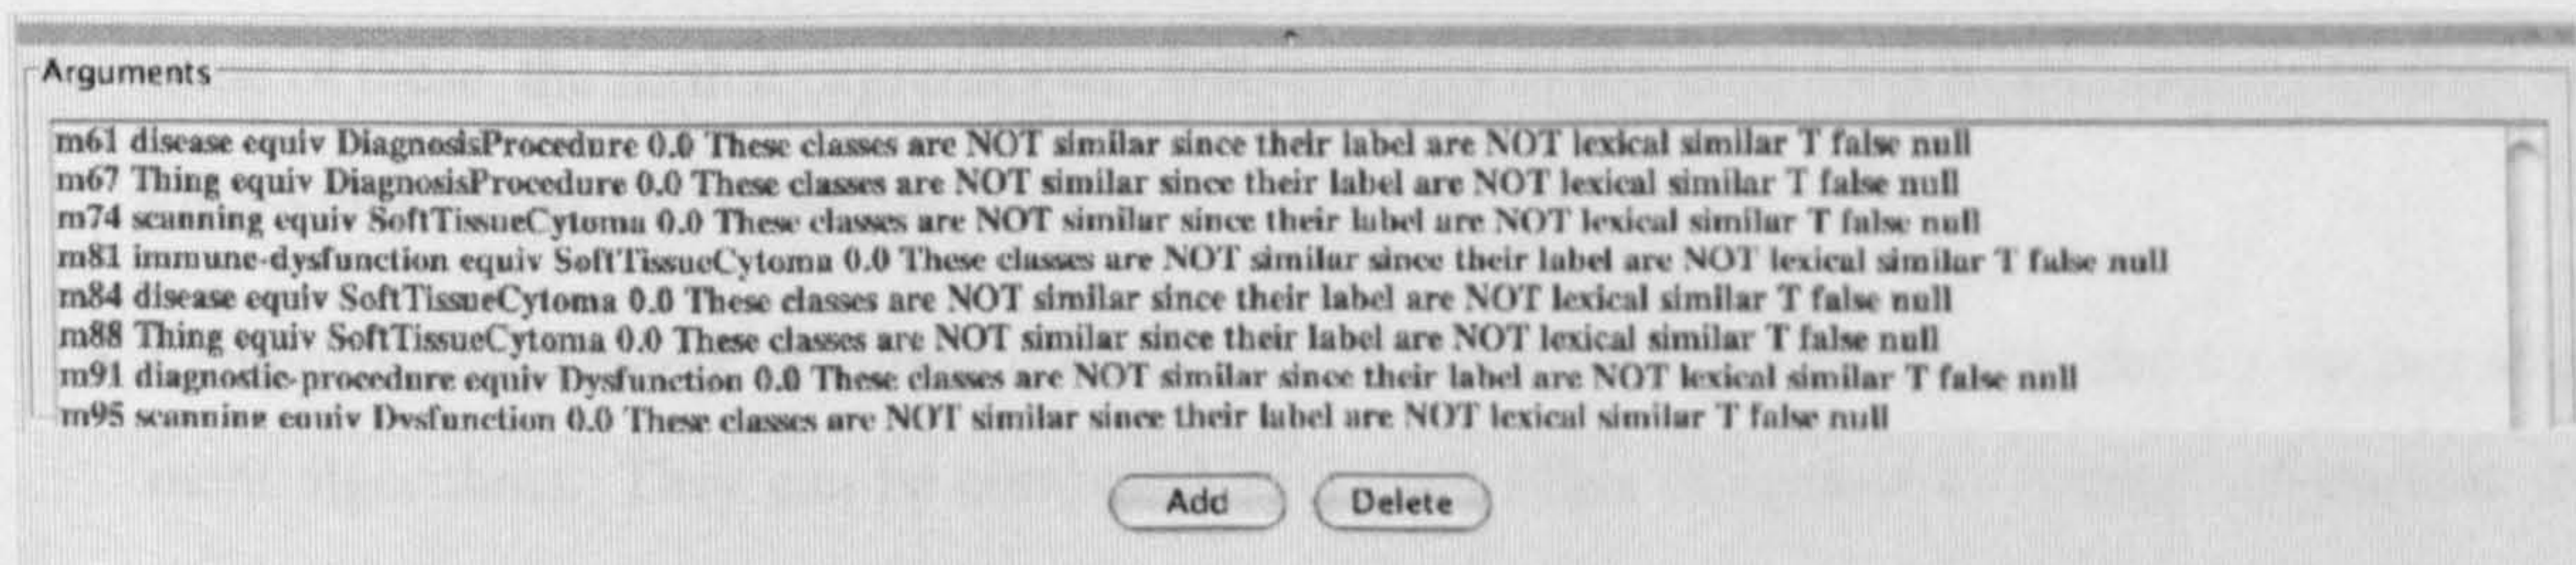 Arguments
m61 disease equiv DiagnosisProcedure 0.0 These classes are NOT similar since their label are NOT lexical similar T false null
m67 Thing equiv DiagnosisProcedure 0.0 These classes are NOT similar since their label are NOT lexical similar T false null
m74 scanning equiv SoftTissueCytoma 0.0 These classes are NOT similar since their label are NOT lexical similar T false null
m81 immune-dysfunction equiv SoftTissueCytoma 0.0 These classes are NOT similar since their label are NOT lexical similar T false null
m84 disease equiv SoftTissueCytoma 0.0 These classes are NOT similar since their label are NOT lexical similar T false null
m88 Thing equiv SoftTissueCytoma 0.0 These classes are NOT similar since their label are NOT lexical similar T false null
m91 diagnostic-procedure equiv Dysfunction 0.0 These classes are NOT similar since their label are NOT lexical similar T false null
m95 scanning equiv Dysfunction 0.0 These classes are NOT similar since their label are NOT lexical similar T false null
Add Delete